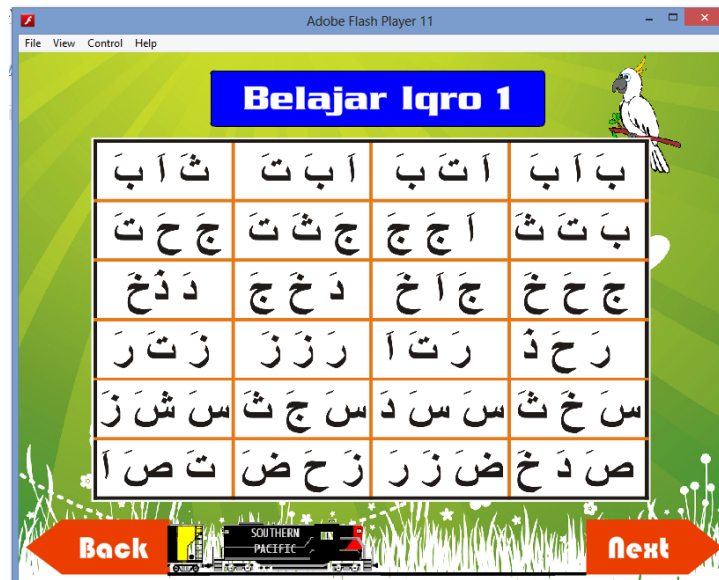 Adobe Flash Player 11
File View Control Help
Belajar Iqro 1
بَ اَ بَ اَ تَ بَ اَ بَ تَ ثَ اَ بَ
بَ تَ ثَ اَ جَ جَ جَ ثَ تَ جَ حَ تَ
جَ حَ خَ جَ اَ خَ دَ خَ جَ دَ ذَ خَ
رَ حَ ذَ رَ تَ اَ رَ زَ زَ زَ تَ رَ
سَ خَ ثَ سَ سَ دَ سَ جَ ثَ سَ شَ زَ
صَ دَ خَ ضَ زَ رَ زَ حَ ضَ تَ صَ اَ
Back
SOUTHERN
PACIFIC
Next